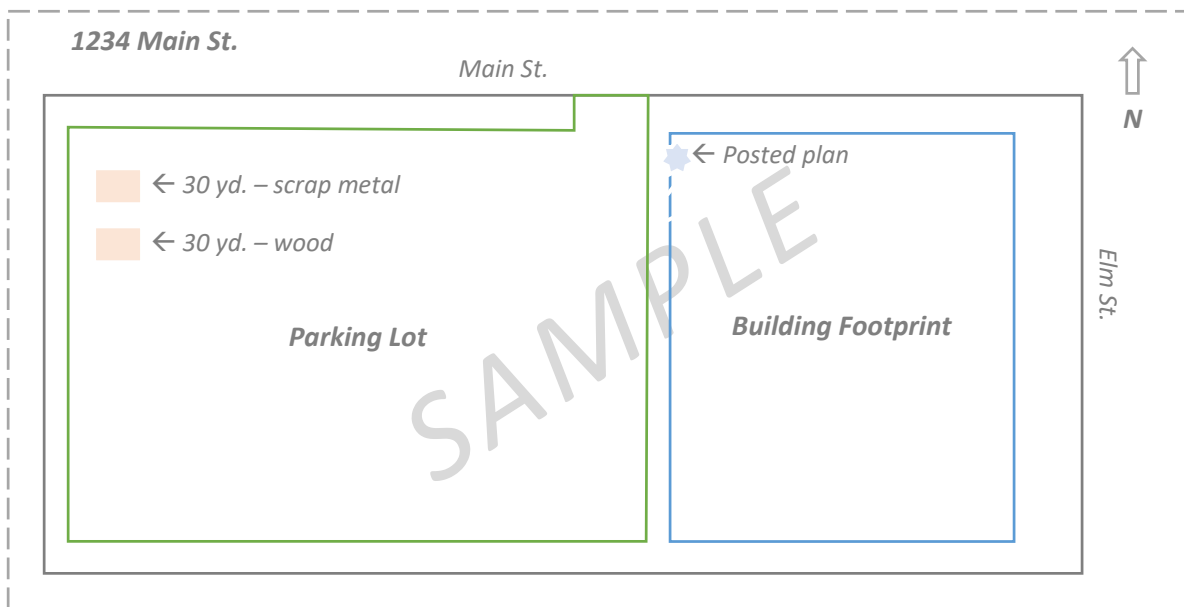 1234 Main St.
Main St.
N
← Posted plan
← 30 yd. – scrap metal
← 30 yd. – wood
Elm St.
Parking Lot
Building Footprint
SAMPLE